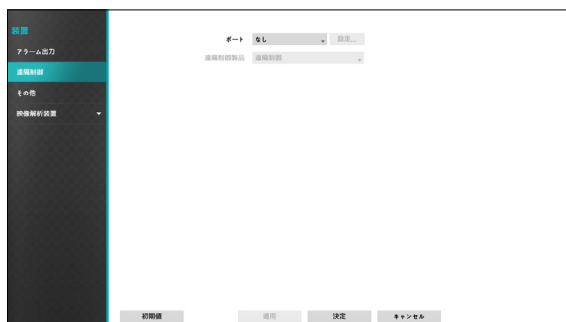 装置
アラーム出力
遠隔制御
その他
映像解析装置
ポート なし 設定...
遠隔制御製品 遠隔制御
初期値 適用 決定 キャンセル